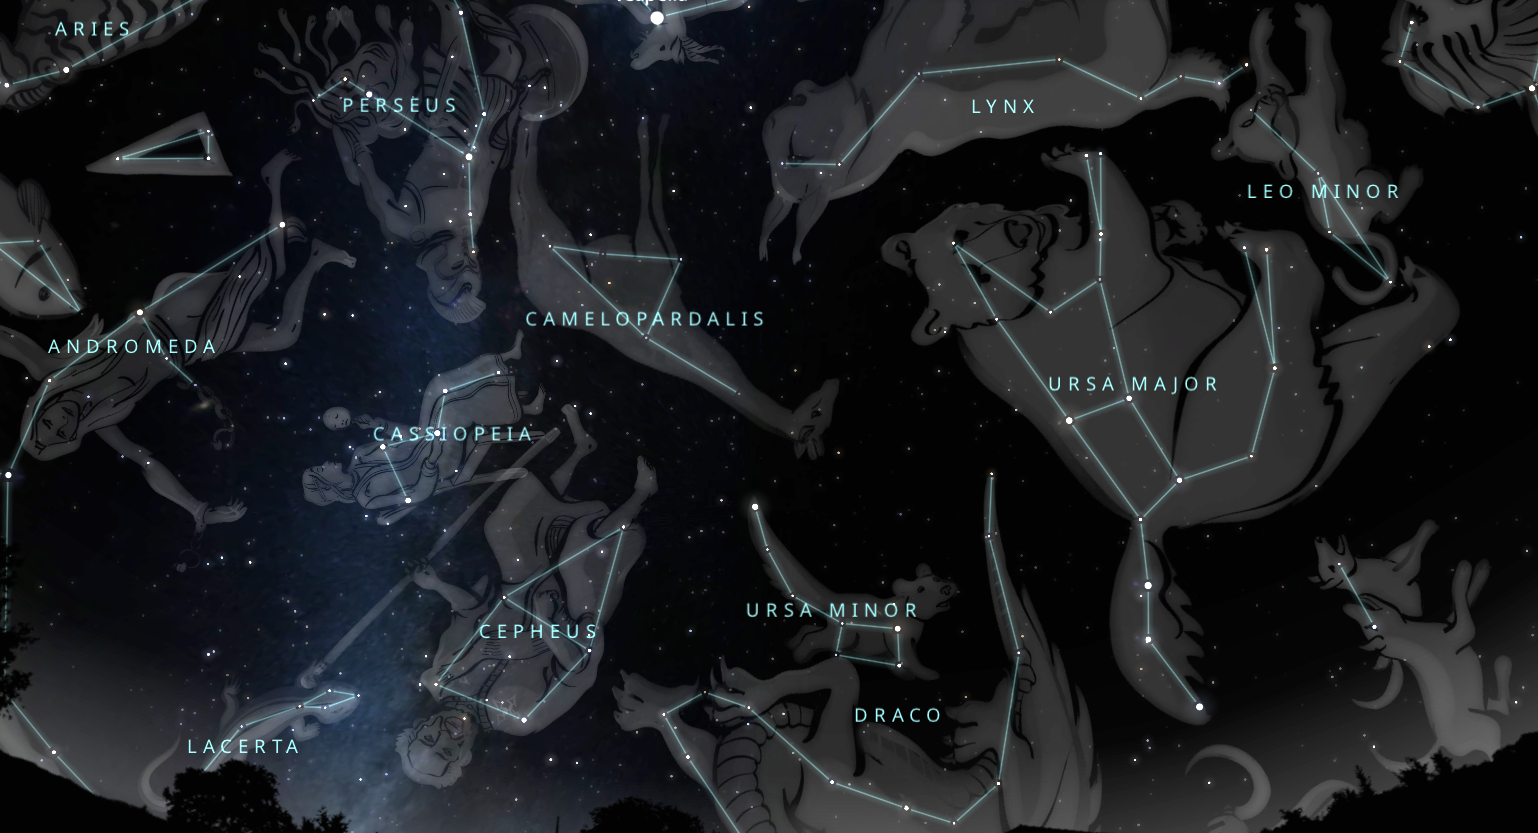 ARIES
PERSEUS
LYNX
LEO MINOR
CAMELOPARDALIS
ANDROMEDA
URSA MAJOR
CASSIOPEIA
URSA MINOR
CEPHEUS
DRACO
LACERTA